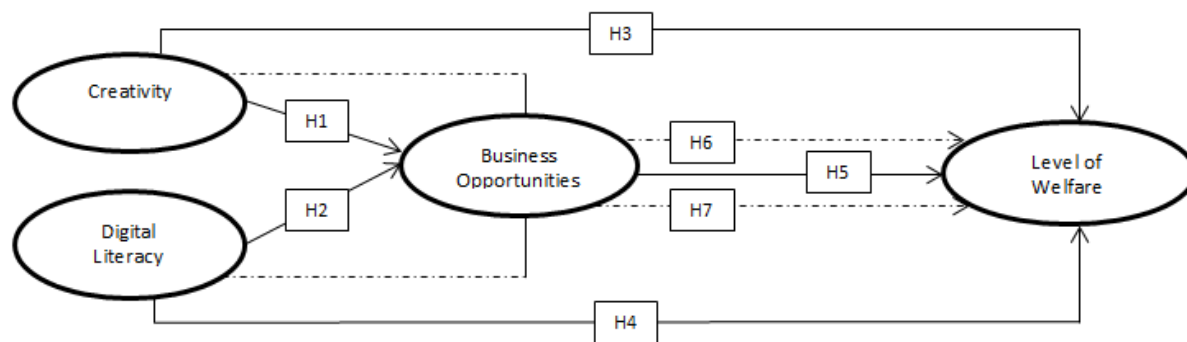 H3
Creativity
H1
Business
Opportunities
H6
H5
Level of
Welfare
H2
H7
Digital
Literacy
H4